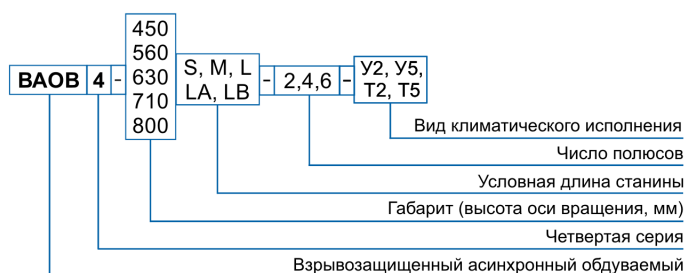 450
560
630
710
800
ВАОВ 4 - S, M, L - 2,4,6 - У2, У5,
LA, LB Т2, Т5
Вид климатического исполнения
Число полюсов
Условная длина станины
Габарит (высота оси вращения, мм)
Четвертая серия
Взрывозащищенный асинхронный обдуваемый